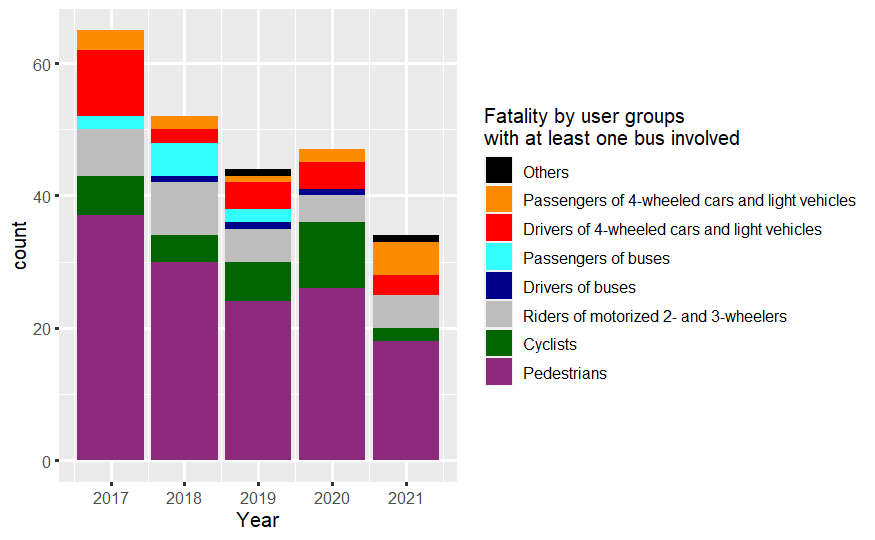 60
40
20
0
count
2017 2018 2019 2020 2021
Year
Fatality by user groups
with at least one bus involved
Others
Passengers of 4-wheeled cars and light vehicles
Drivers of 4-wheeled cars and light vehicles
Passengers of buses
Drivers of buses
Riders of motorized 2- and 3-wheelers
Cyclists
Pedestrians